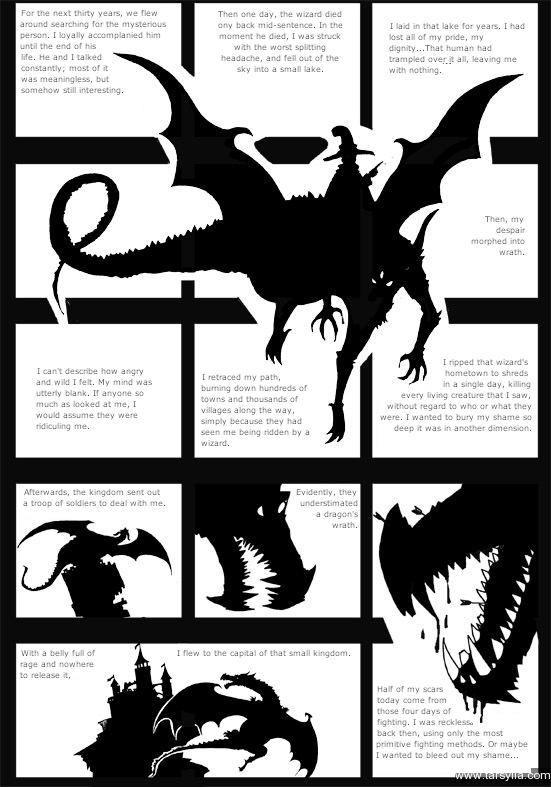 For the next thirty years, we flew
around searching for the mysterious
person. I loyally accomplanied him
until the end of his
life. He and I talked
constantly; most of it
was meaningless, but
somehow still interesting.
Then one day, the wizard died
ony back mid-sentence. In the
moment he died, I was struck
with the worst splitting
headache, and fell out of the
sky into a small lake.
I laid in that lake for years. I had
lost all of my pride, my
dignity...That human had
trampled over it all, leaving me
with nothing.
Then, my
despair
morphed into
wrath.
I can't describe how angry
and wild I felt. My mind was
utterly blank. If anyone so
much as looked at me, I
would assume they were
ridiculing me.
I retraced my path,
burning down hundreds of
towns and thousands of
villages along the way,
simply because they had
seen me being ridden by a
wizard.
I ripped that wizard's
hometown to shreds
in a single day, killing
every living creature that I saw,
without regard to who or what they
were. I wanted to bury my shame so
deep it was in another dimension.
Afterwards, the kingdom sent out
a troop of soldiers to deal with me.
Evidently, they
understimated
a dragon's
wrath.
With a belly full of
rage and nowhere
to release it,
I flew to the capital of that small kingdom.
Half of my scars
today come from
those four days of
fighting. I was reckless
back then, using only the most
primitive fighting methods. Or maybe
I wanted to bleed out my shame...
www.tarsylia.com